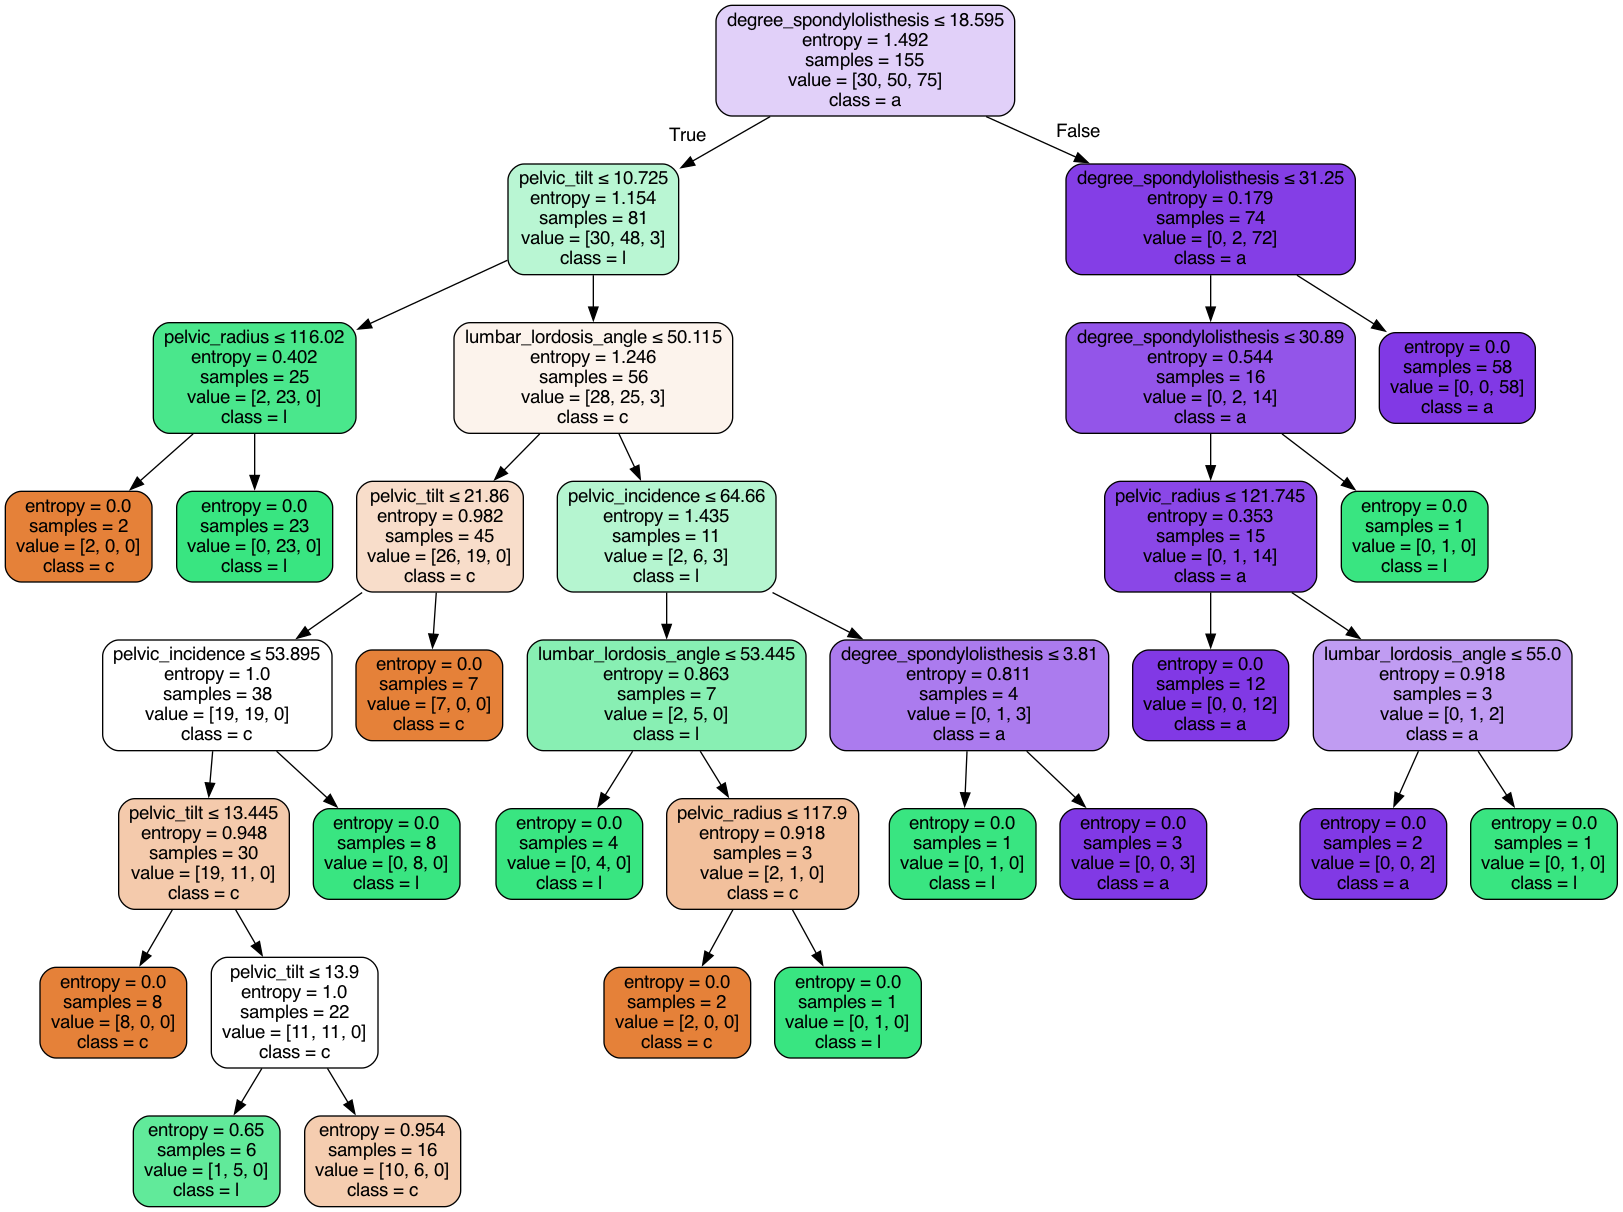 degree_spondylolisthesis ≤ 18.595
entropy = 1.492
samples = 155
value = [30, 50, 75]
class = a
True
False
pelvic_tilt ≤ 10.725
entropy = 1.154
samples = 81
value = [30, 48, 3]
class = l
degree_spondylolisthesis ≤ 31.25
entropy = 0.179
samples = 74
value = [0, 2, 72]
class = a
pelvic_radius ≤ 116.02
entropy = 0.402
samples = 25
value = [2, 23, 0]
class = l
lumbar_lordosis_angle ≤ 50.115
entropy = 1.246
samples = 56
value = [28, 25, 3]
class = c
degree_spondylolisthesis ≤ 30.89
entropy = 0.544
samples = 16
value = [0, 2, 14]
class = a
entropy = 0.0
samples = 58
value = [0, 0, 58]
class = a
entropy = 0.0
samples = 2
value = [2, 0, 0]
class = c
entropy = 0.0
samples = 23
value = [0, 23, 0]
class = l
pelvic_tilt ≤ 21.86
entropy = 0.982
samples = 45
value = [26, 19, 0]
class = c
pelvic_incidence ≤ 64.66
entropy = 1.435
samples = 11
value = [2, 6, 3]
class = l
pelvic_radius ≤ 121.745
entropy = 0.353
samples = 15
value = [0, 1, 14]
class = a
entropy = 0.0
samples = 1
value = [0, 1, 0]
class = l
pelvic_incidence ≤ 53.895
entropy = 1.0
samples = 38
value = [19, 19, 0]
class = c
entropy = 0.0
samples = 7
value = [7, 0, 0]
class = c
lumbar_lordosis_angle ≤ 53.445
entropy = 0.863
samples = 7
value = [2, 5, 0]
class = l
degree_spondylolisthesis ≤ 3.81
entropy = 0.811
samples = 4
value = [0, 1, 3]
class = a
entropy = 0.0
samples = 12
value = [0, 0, 12]
class = a
lumbar_lordosis_angle ≤ 55.0
entropy = 0.918
samples = 3
value = [0, 1, 2]
class = a
pelvic_tilt ≤ 13.445
entropy = 0.948
samples = 30
value = [19, 11, 0]
class = c
entropy = 0.0
samples = 8
value = [0, 8, 0]
class = l
entropy = 0.0
samples = 4
value = [0, 4, 0]
class = l
pelvic_radius ≤ 117.9
entropy = 0.918
samples = 3
value = [2, 1, 0]
class = c
entropy = 0.0
samples = 1
value = [0, 1, 0]
class = l
entropy = 0.0
samples = 3
value = [0, 0, 3]
class = a
entropy = 0.0
samples = 2
value = [0, 0, 2]
class = a
entropy = 0.0
samples = 1
value = [0, 1, 0]
class = l
entropy = 0.0
samples = 8
value = [8, 0, 0]
class = c
pelvic_tilt ≤ 13.9
entropy = 1.0
samples = 22
value = [11, 11, 0]
class = c
entropy = 0.0
samples = 2
value = [2, 0, 0]
class = c
entropy = 0.0
samples = 1
value = [0, 1, 0]
class = l
entropy = 0.65
samples = 6
value = [1, 5, 0]
class = l
entropy = 0.954
samples = 16
value = [10, 6, 0]
class = c